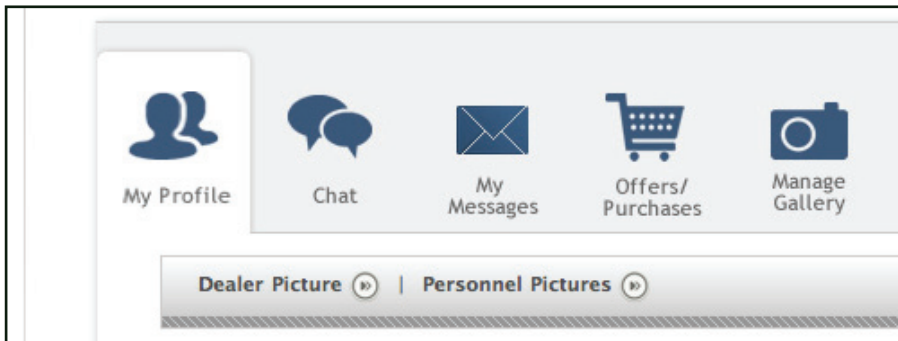 My Profile
Chat
My
Messages
Offers/
Purchases
Manage
Gallery
Dealer Picture | Personnel Pictures